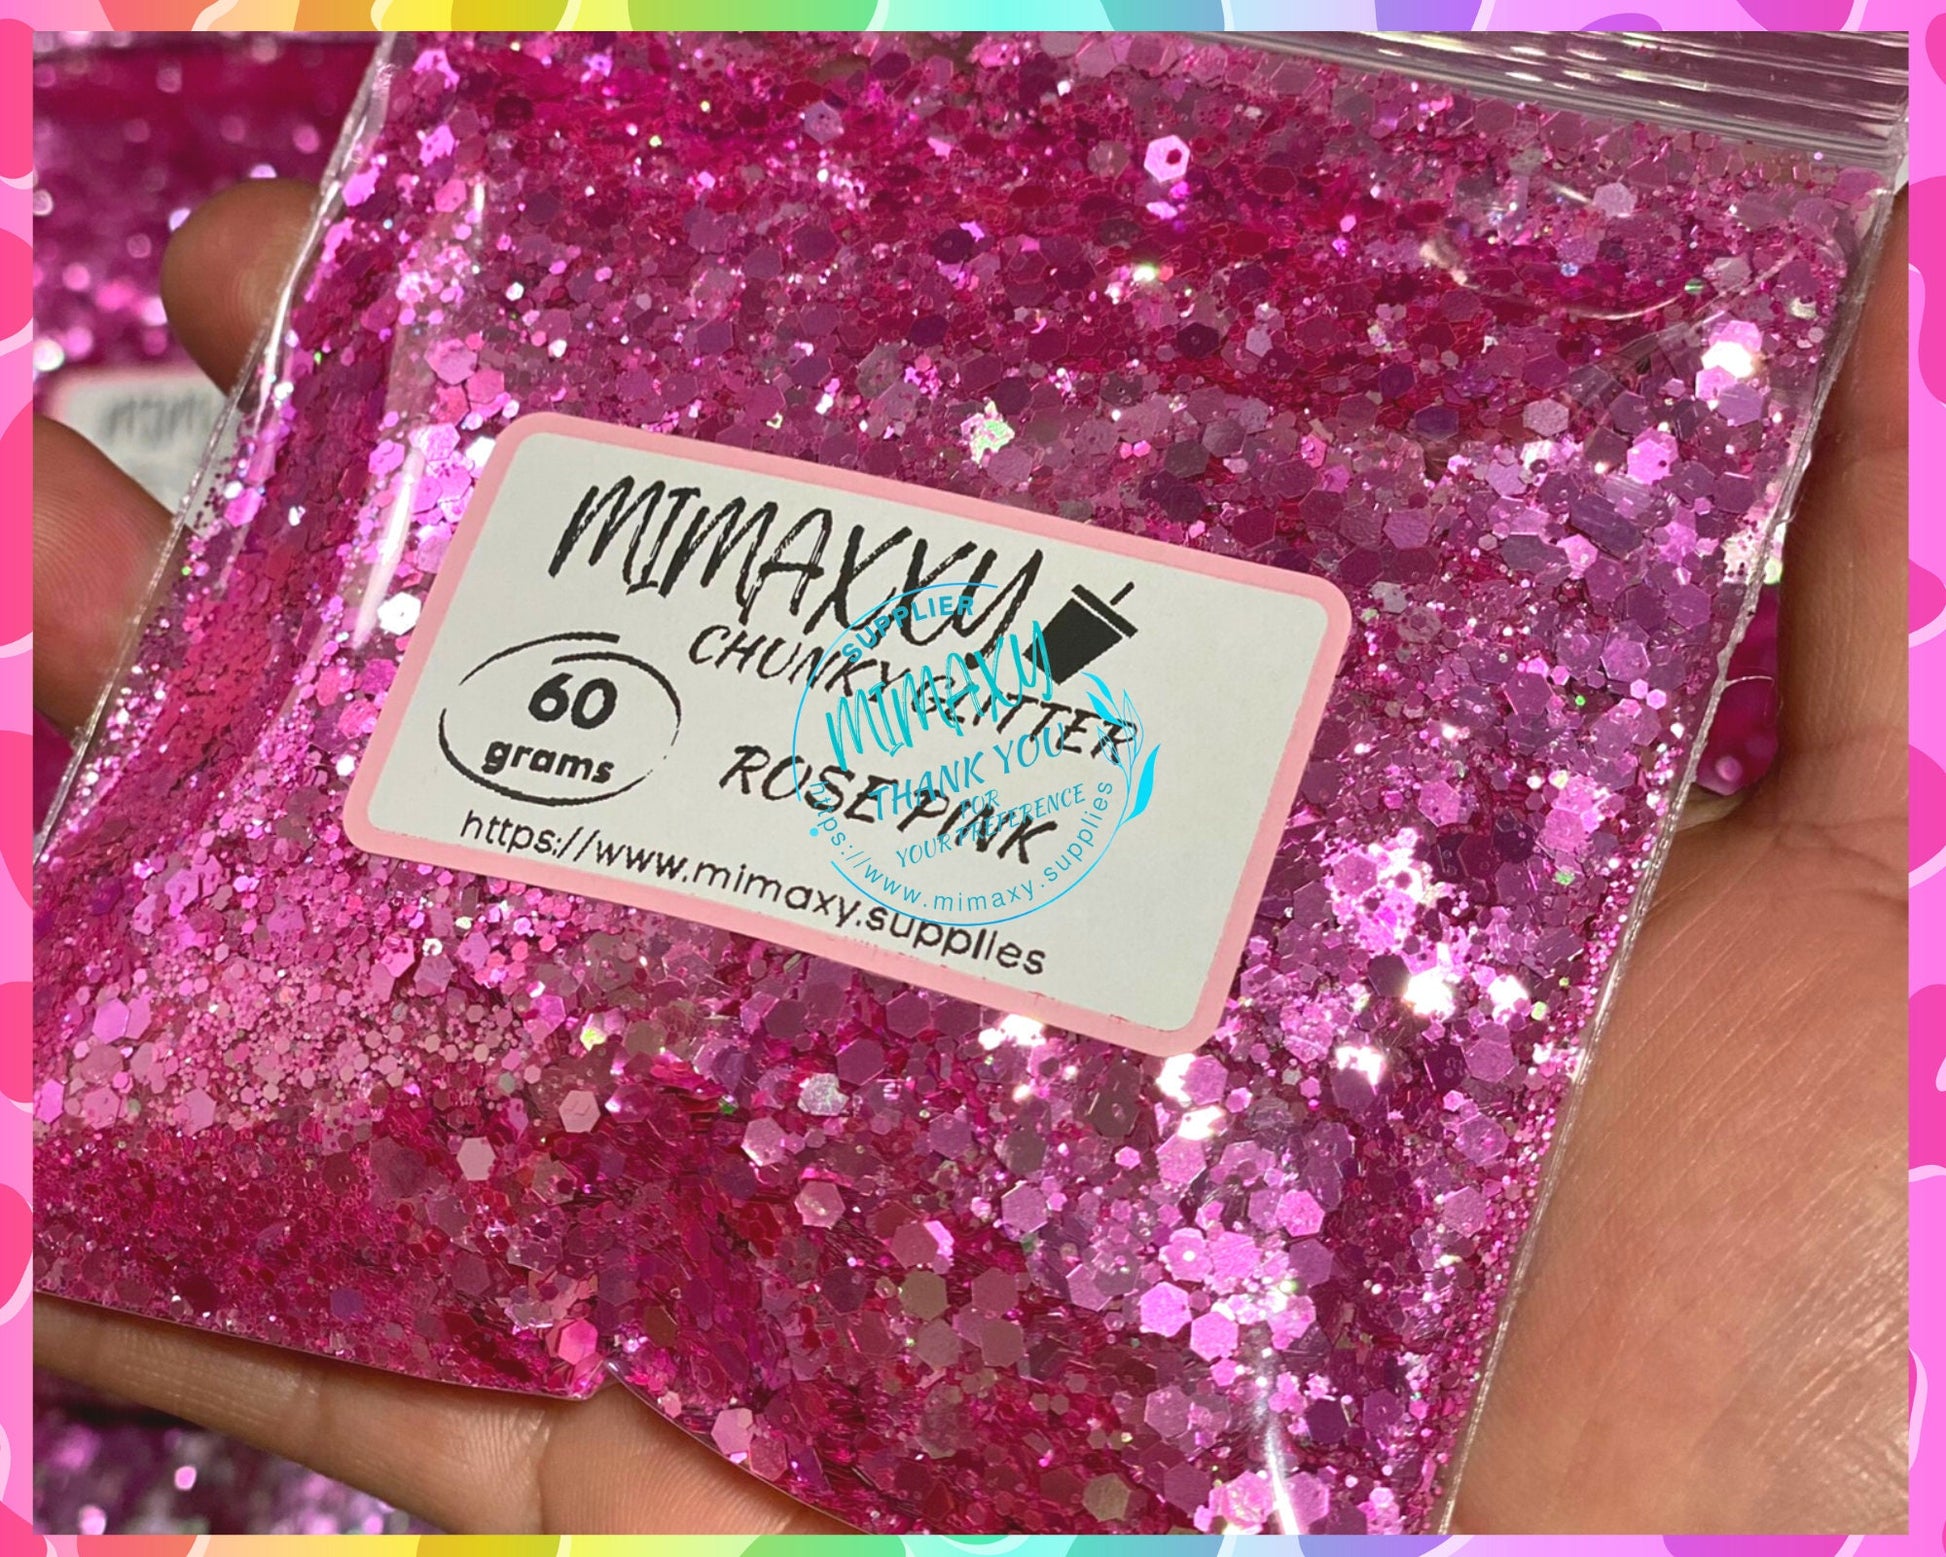 MIMAXXY
CHUNKY GLITTER
60
grams
ROSE PINK
https://www.mimaxy.supplies
SUPPLIER
MIMAXY
THANK YOU
FOR
YOUR PREFERENCE
https://www.mimaxy.supplies